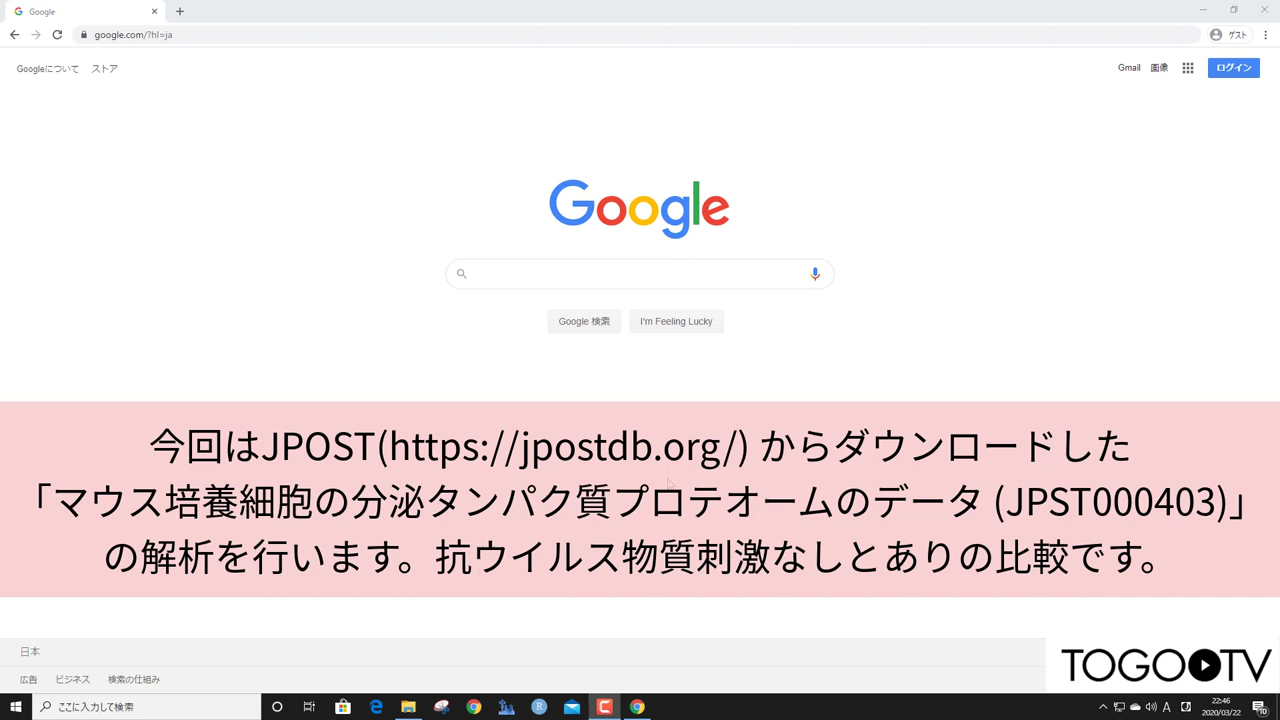 Google
google.com/?hl=ja
ゲスト
Googleについて ストア
Gmail 画像
ログイン
Google
Google 検索 I'm Feeling Lucky
今回はJPOST(https://jpostdb.org/) からダウンロードした
「マウス培養細胞の分泌タンパク質プロテオームのデータ (JPST000403)」
の解析を行います。抗ウイルス物質刺激なしとありの比較です。
日本
広告 ビジネス 検索の仕組み
TOGOTV
ここに入力して検索
A
22:46
2020/03/22
10